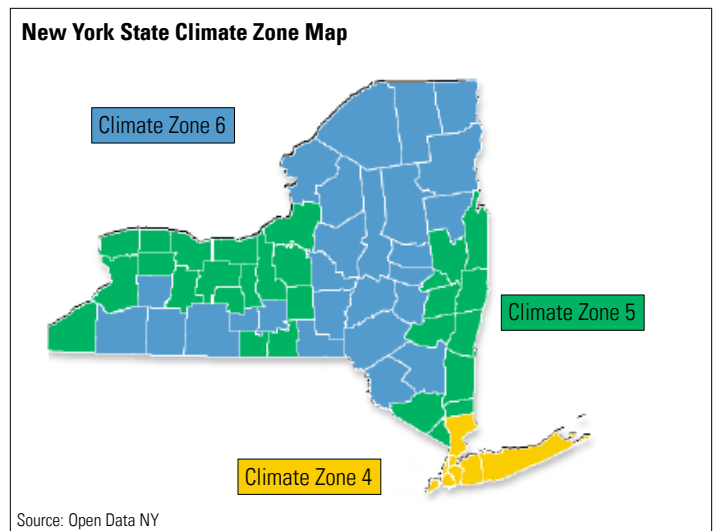 New York State Climate Zone Map
Climate Zone 6
Climate Zone 5
Climate Zone 4
Source: Open Data NY